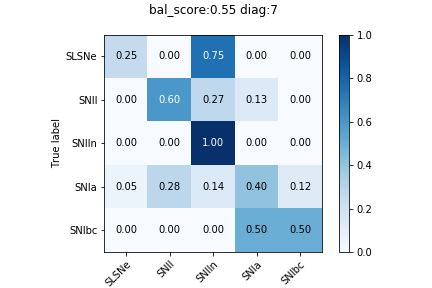 bal_score:0.55 diag:7
SLSNe 0.25 0.00 0.75 0.00 0.00
SNII 0.00 0.60 0.27 0.13 0.00
SNIIn 0.00 0.00 1.00 0.00 0.00
SNIa 0.05 0.28 0.14 0.40 0.12
SNIbc 0.00 0.00 0.00 0.50 0.50
True label
SLSNe SNII SNIIn SNIa SNIbc
1.0
0.8
0.6
0.4
0.2
0.0